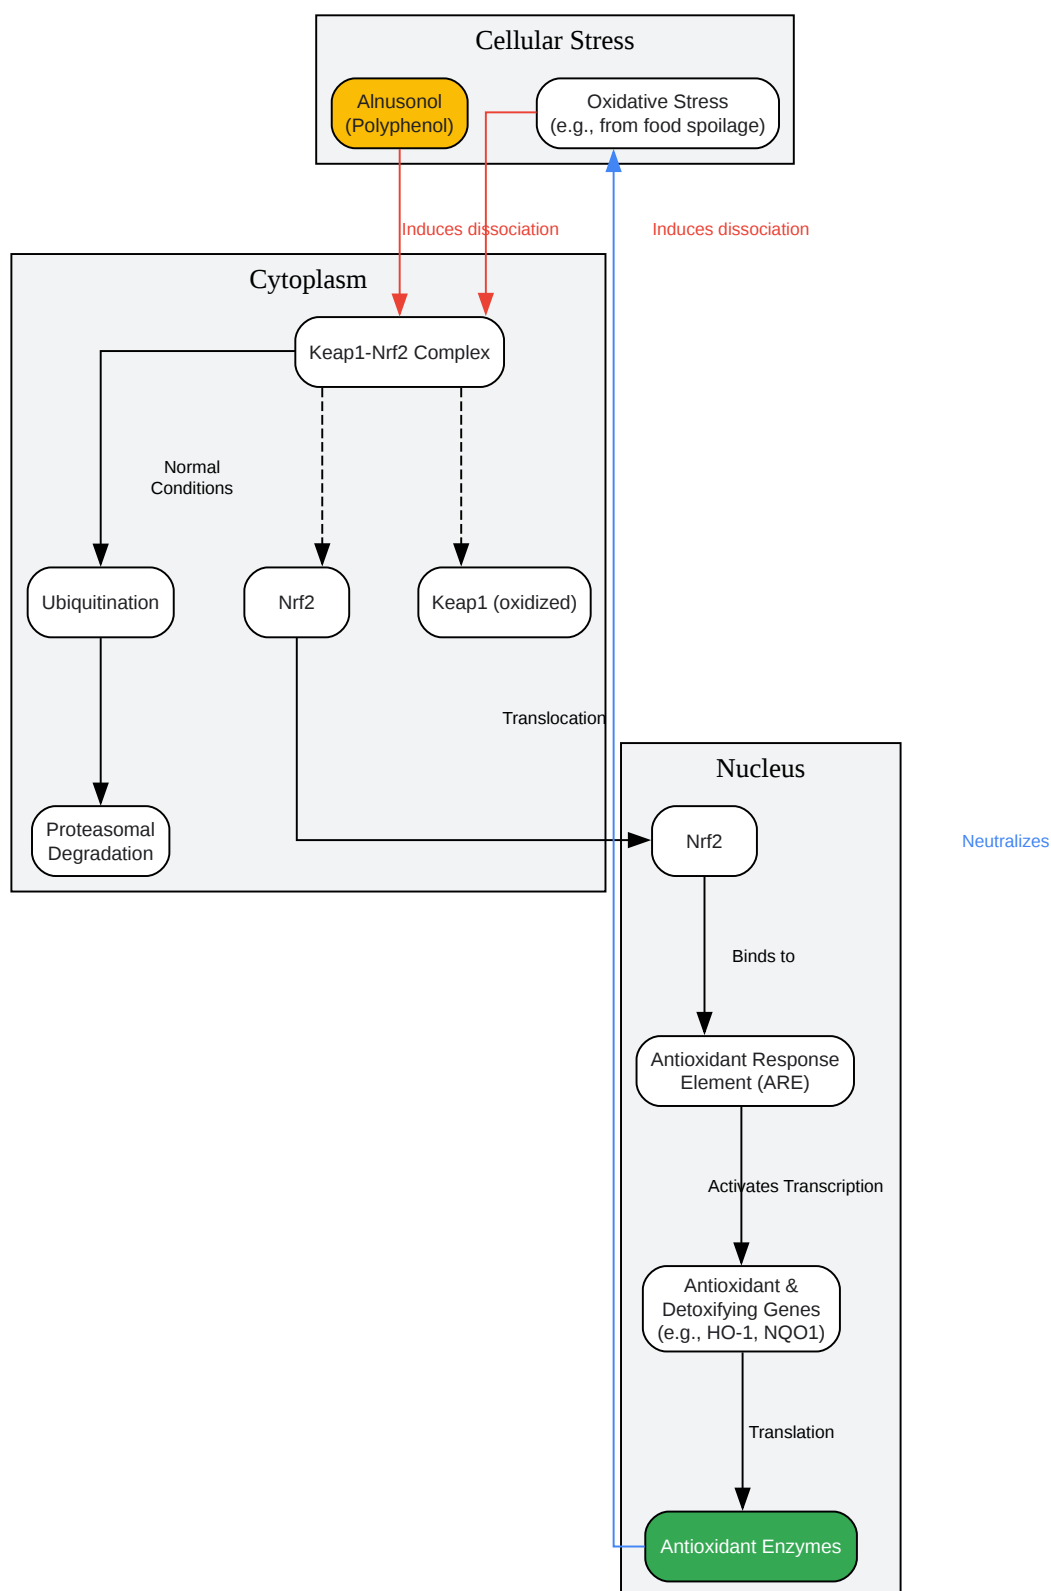 Cellular Stress
Alnusonol
(Polyphenol)
Oxidative Stress
(e.g., from food spoilage)
Induces dissociation
Induces dissociation
Cytoplasm
Keap1-Nrf2 Complex
Normal
Conditions
Ubiquitination
Nrf2
Keap1 (oxidized)
Translocation
Proteasomal
Degradation
Nucleus
Nrf2
Neutralizes
Binds to
Antioxidant Response
Element (ARE)
Activates Transcription
Antioxidant &
Detoxifying Genes
(e.g., HO-1, NQO1)
Translation
Antioxidant Enzymes